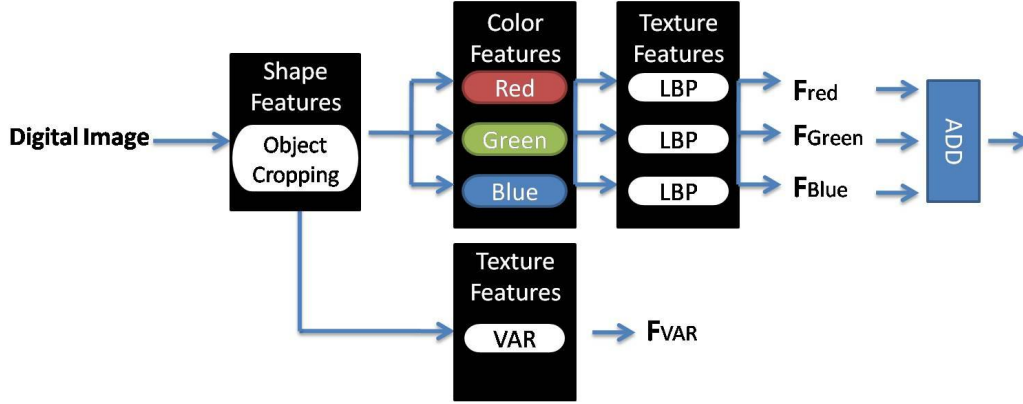 Digital Image
Shape
Features
Object
Cropping
Color
Features
Red
Green
Blue
Texture
Features
LBP
LBP
LBP
Fred
FGreen
FBlue
ADD
Texture
Features
VAR
FVAR